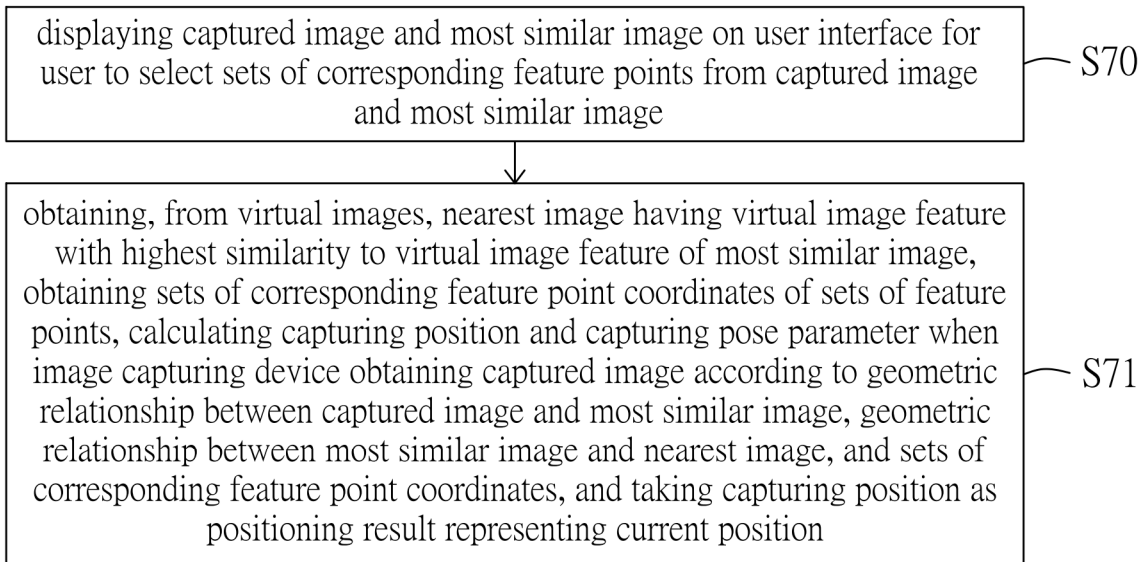 displaying captured image and most similar image on user interface for
user to select sets of corresponding feature points from captured image
and most similar image
S70
obtaining, from virtual images, nearest image having virtual image feature
with highest similarity to virtual image feature of most similar image,
obtaining sets of corresponding feature point coordinates of sets of feature
points, calculating capturing position and capturing pose parameter when
image capturing device obtaining captured image according to geometric
relationship between captured image and most similar image, geometric
relationship between most similar image and nearest image, and sets of
corresponding feature point coordinates, and taking capturing position as
positioning result representing current position
S71